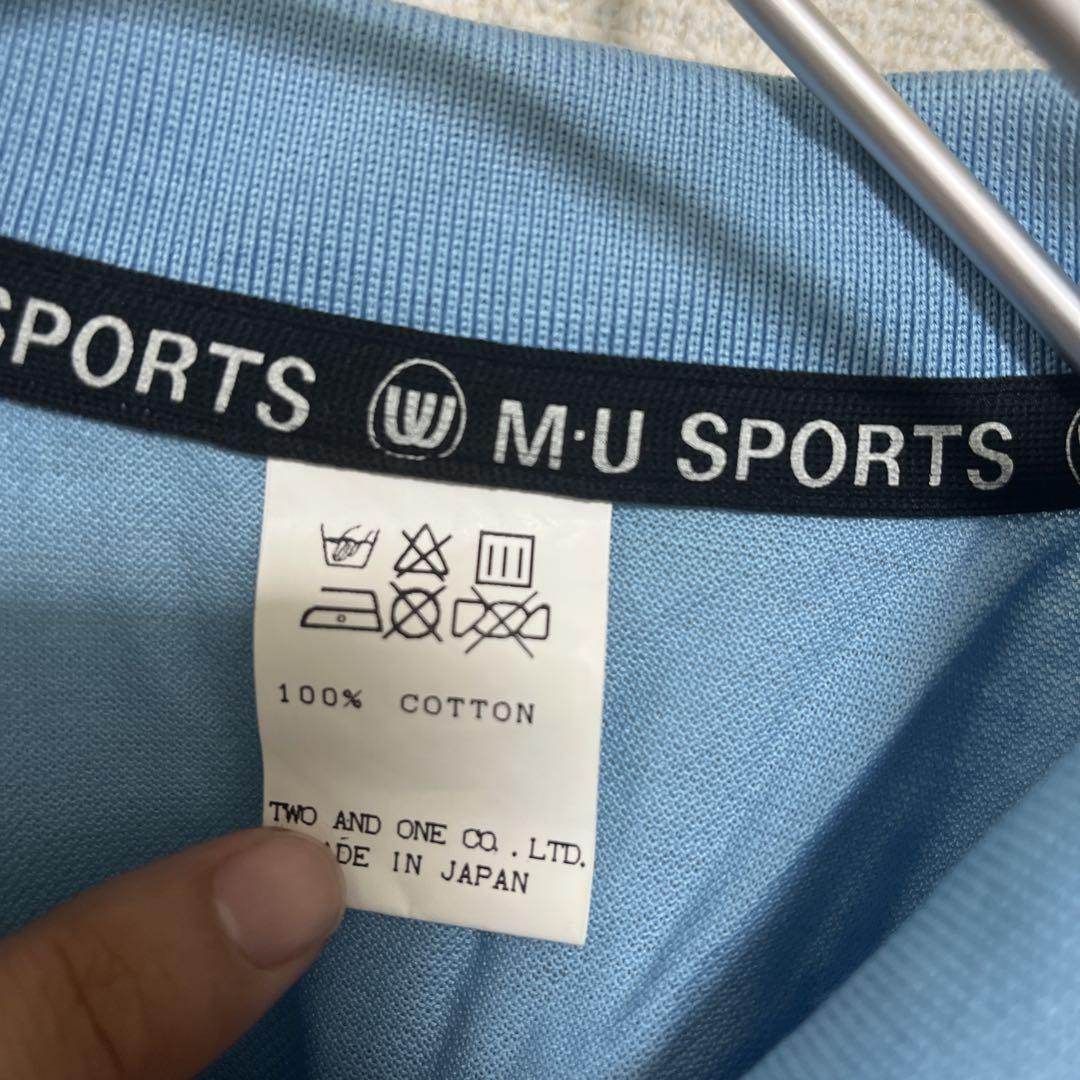 SPORTS M·U SPORTS
100% COTTON
TWO AND ONE CO.,LTD.
ADE IN JAPAN